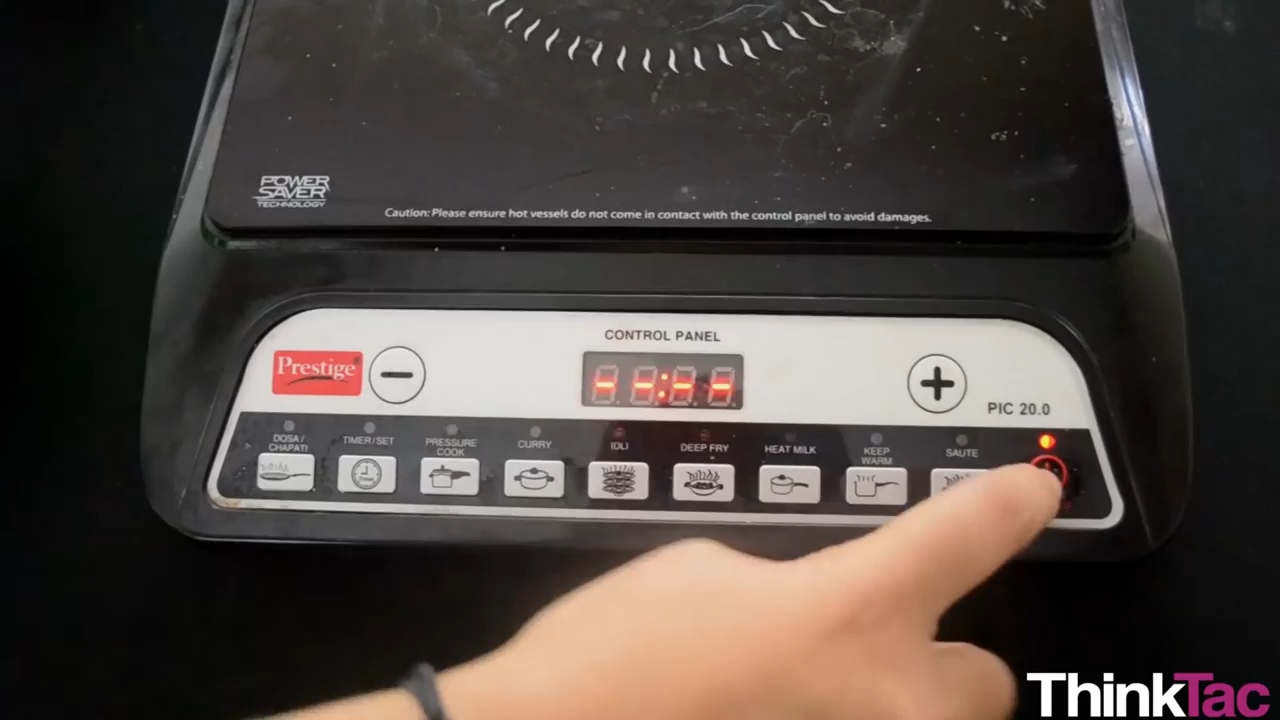 POWER
SAVER
TECHNOLOGY
Caution: Please ensure hot vessels do not come in contact with the control panel to avoid damages.
CONTROL PANEL
Prestige
PIC 20.0
DOSA /
CHAPATI
TIMER/SET
PRESSURE
COOK
CURRY
IDLI
DEEP FRY
HEAT MILK
KEEP
WARM
SAUTE
ThinkTac